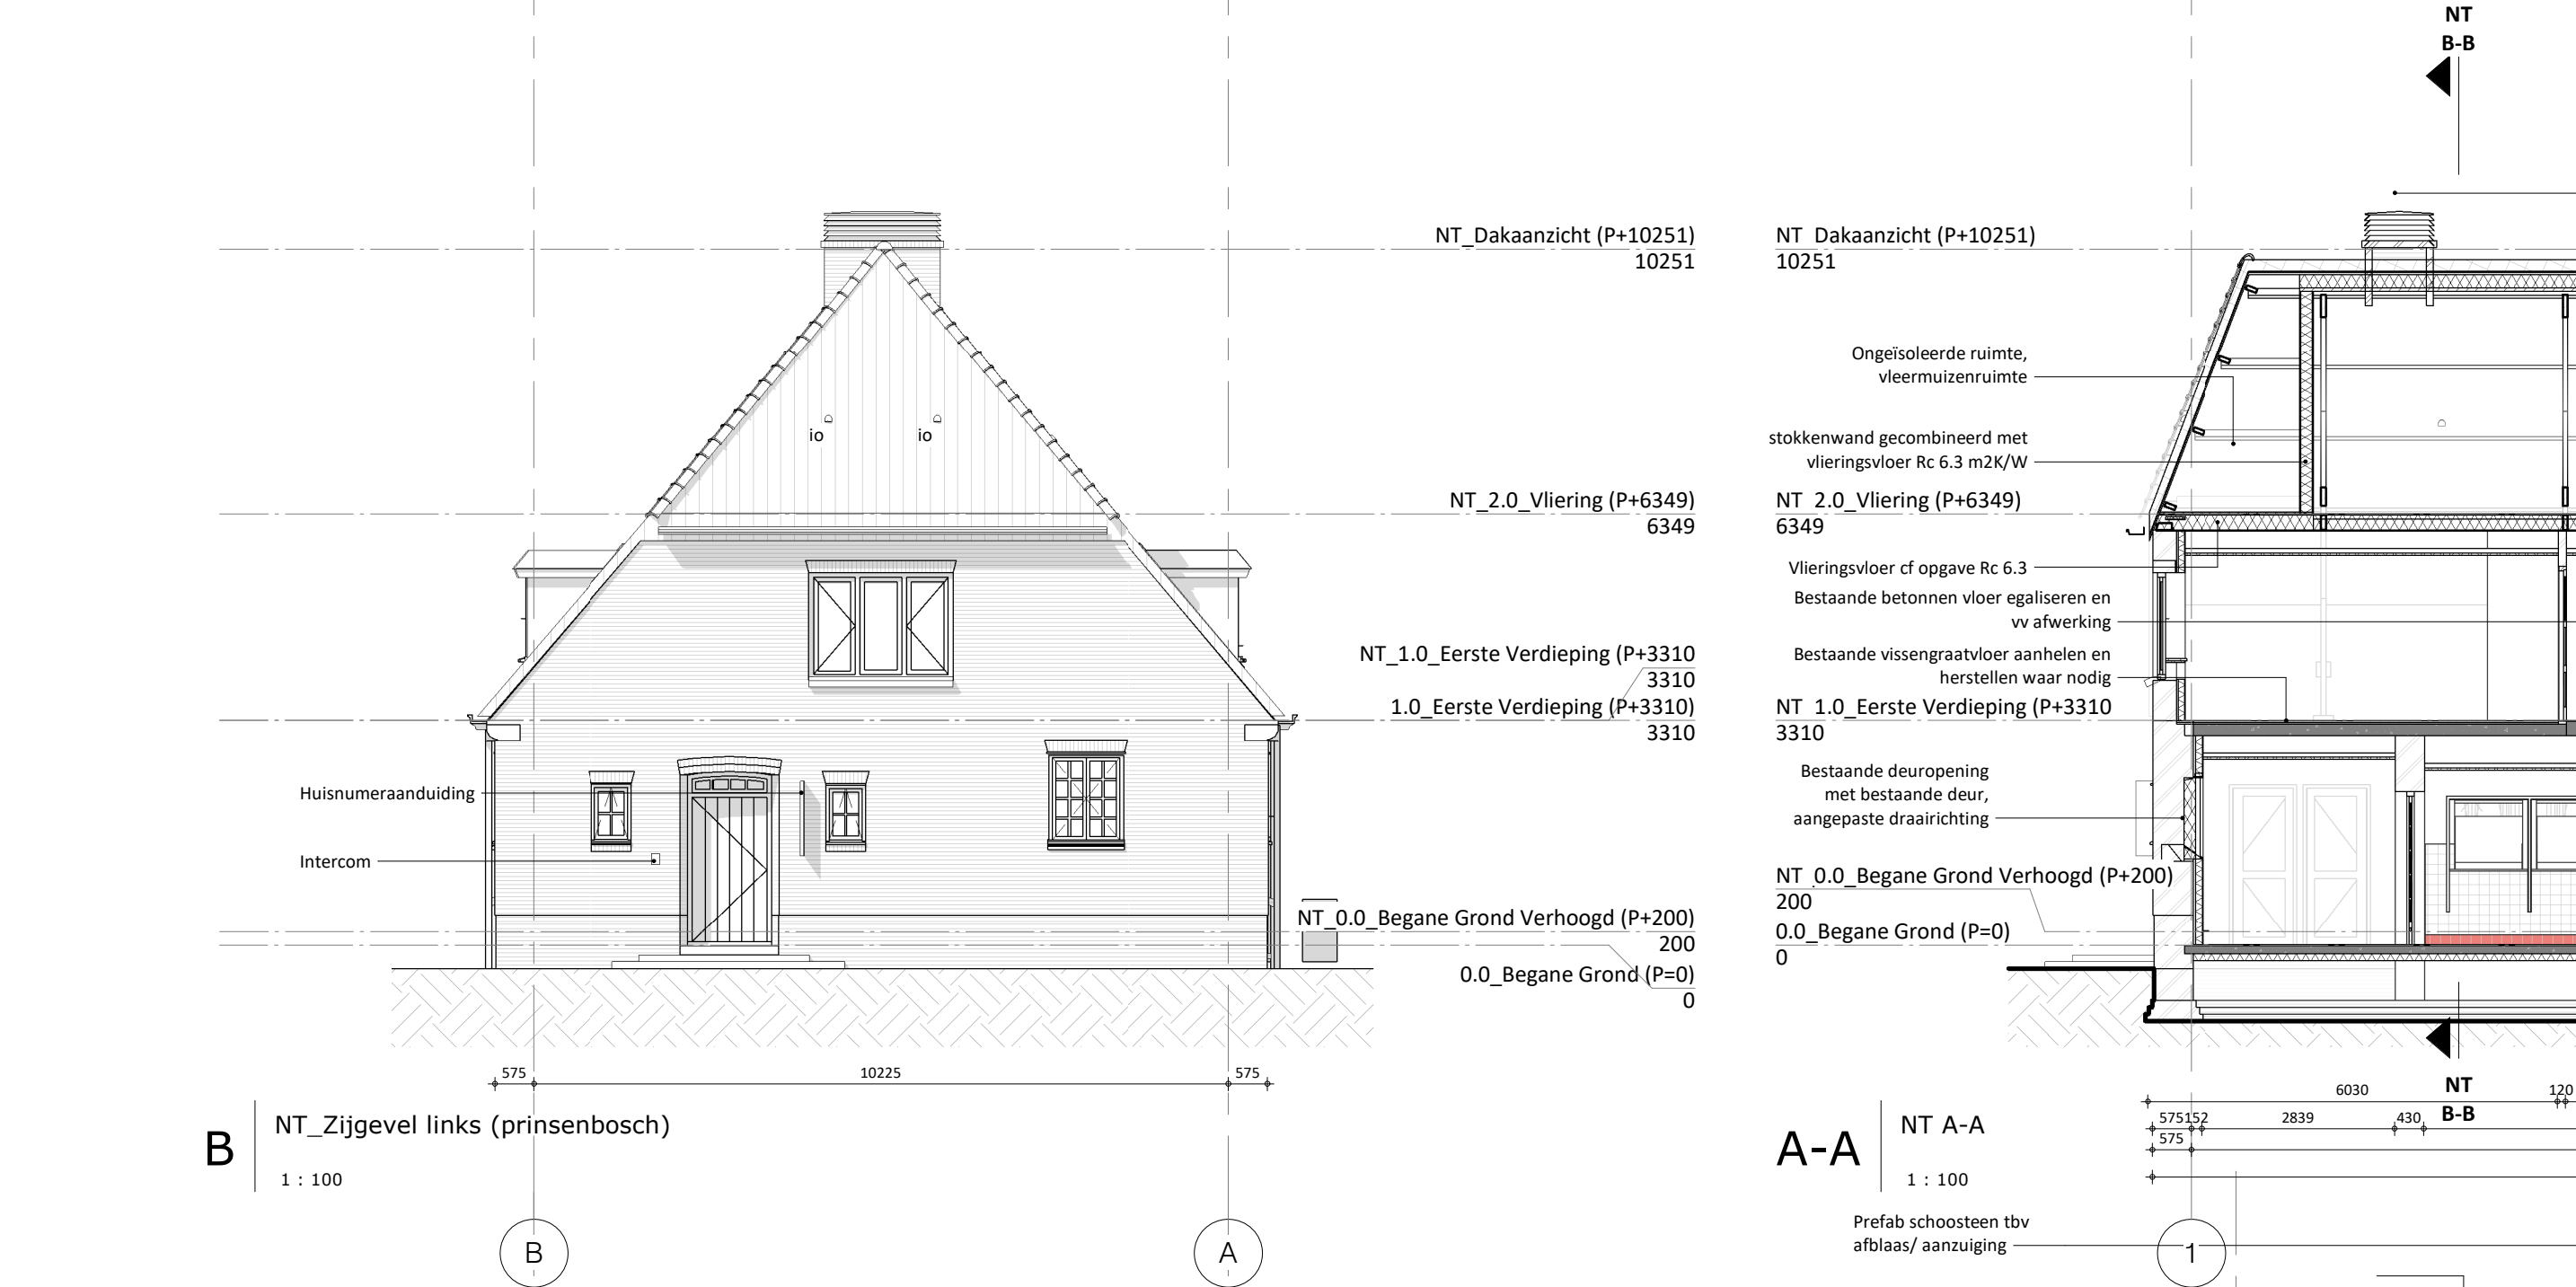 NT
B-B
NT_Dakaanzicht (P+10251)
10251
io
io
NT_2.0_Vliering (P+6349)
6349
NT_1.0_Eerste Verdieping (P+3310
3310
1.0_Eerste Verdieping (P+3310)
3310
Huisnumeraanduiding
Intercom
NT_0.0_Begane Grond Verhoogd (P+200)
200
0.0_Begane Grond (P=0)
0
575
10225
575
B
NT_Zijgevel links (prinsenbosch)
1 : 100
B
A
NT_Dakaanzicht (P+10251)
10251
Ongeïsoleerde ruimte,
vleermuizenruimte
stokkenwand gecombineerd met
vlieringsvloer Rc 6.3 m2K/W
NT_2.0_Vliering (P+6349)
6349
Vlieringsvloer cf opgave Rc 6.3
Bestaande betonnen vloer egaliseren en
vv afwerking
Bestaande vissengraatvloer aanhelen en
herstellen waar nodig
NT_1.0_Eerste Verdieping (P+3310
3310
Bestaande deuropening
met bestaande deur,
aangepaste draairichting
NT_0.0_Begane Grond Verhoogd (P+200)
200
0.0_Begane Grond (P=0)
0
6030
NT
B-B
120
575
152
2839
430
575
A-A
NT A-A
1 : 100
Prefab schoosteen tbv
afblaas/ aanzuiging
1